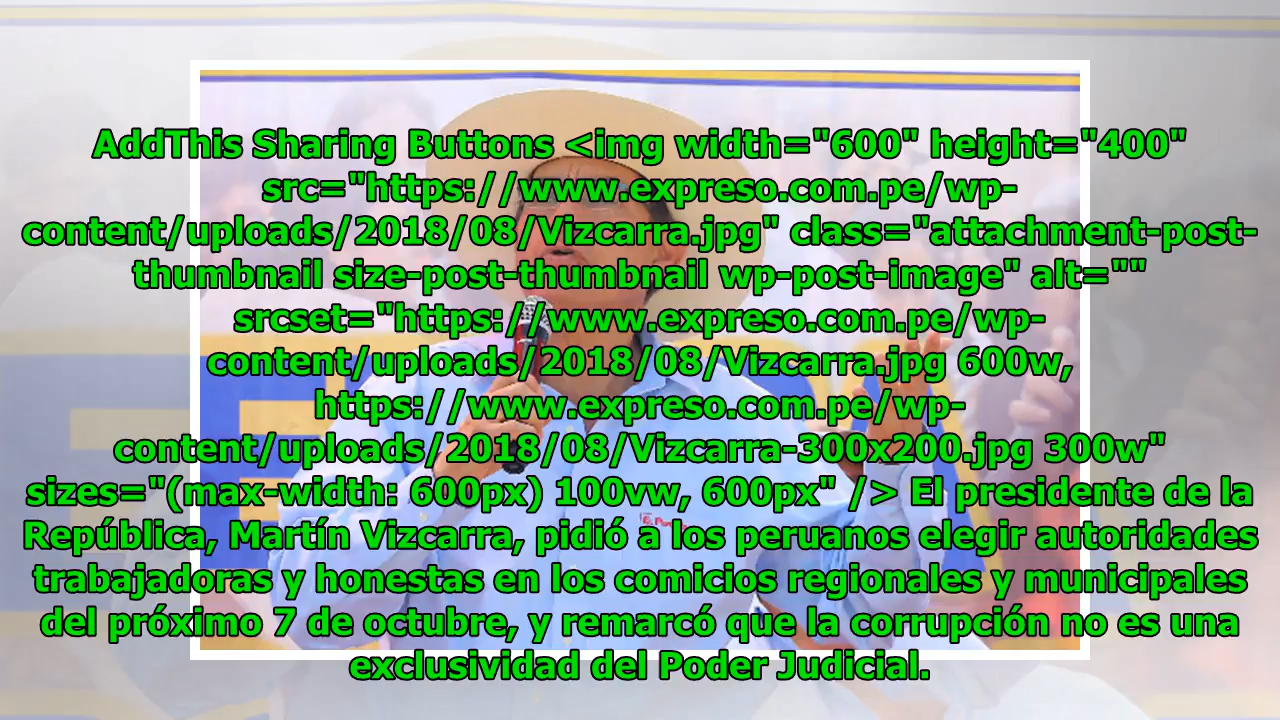 AddThis Sharing Buttons <img width="600" height="400"
src="https://www.expreso.com.pe/wp-
content/uploads/2018/08/Vizcarra.jpg" class="attachment-post-
thumbnail size-post-thumbnail wp-post-image" alt=""
srcset="https://www.expreso.com.pe/wp-
content/uploads/2018/08/Vizcarra.jpg 600w,
https://www.expreso.com.pe/wp-
content/uploads/2018/08/Vizcarra-300x200.jpg 300w"
sizes="(max-width: 600px) 100vw, 600px" /> El presidente de la
República, Martín Vizcarra, pidió a los peruanos elegir autoridades
trabajadoras y honestas en los comicios regionales y municipales
del próximo 7 de octubre, y remarcó que la corrupción no es una
exclusividad del Poder Judicial.